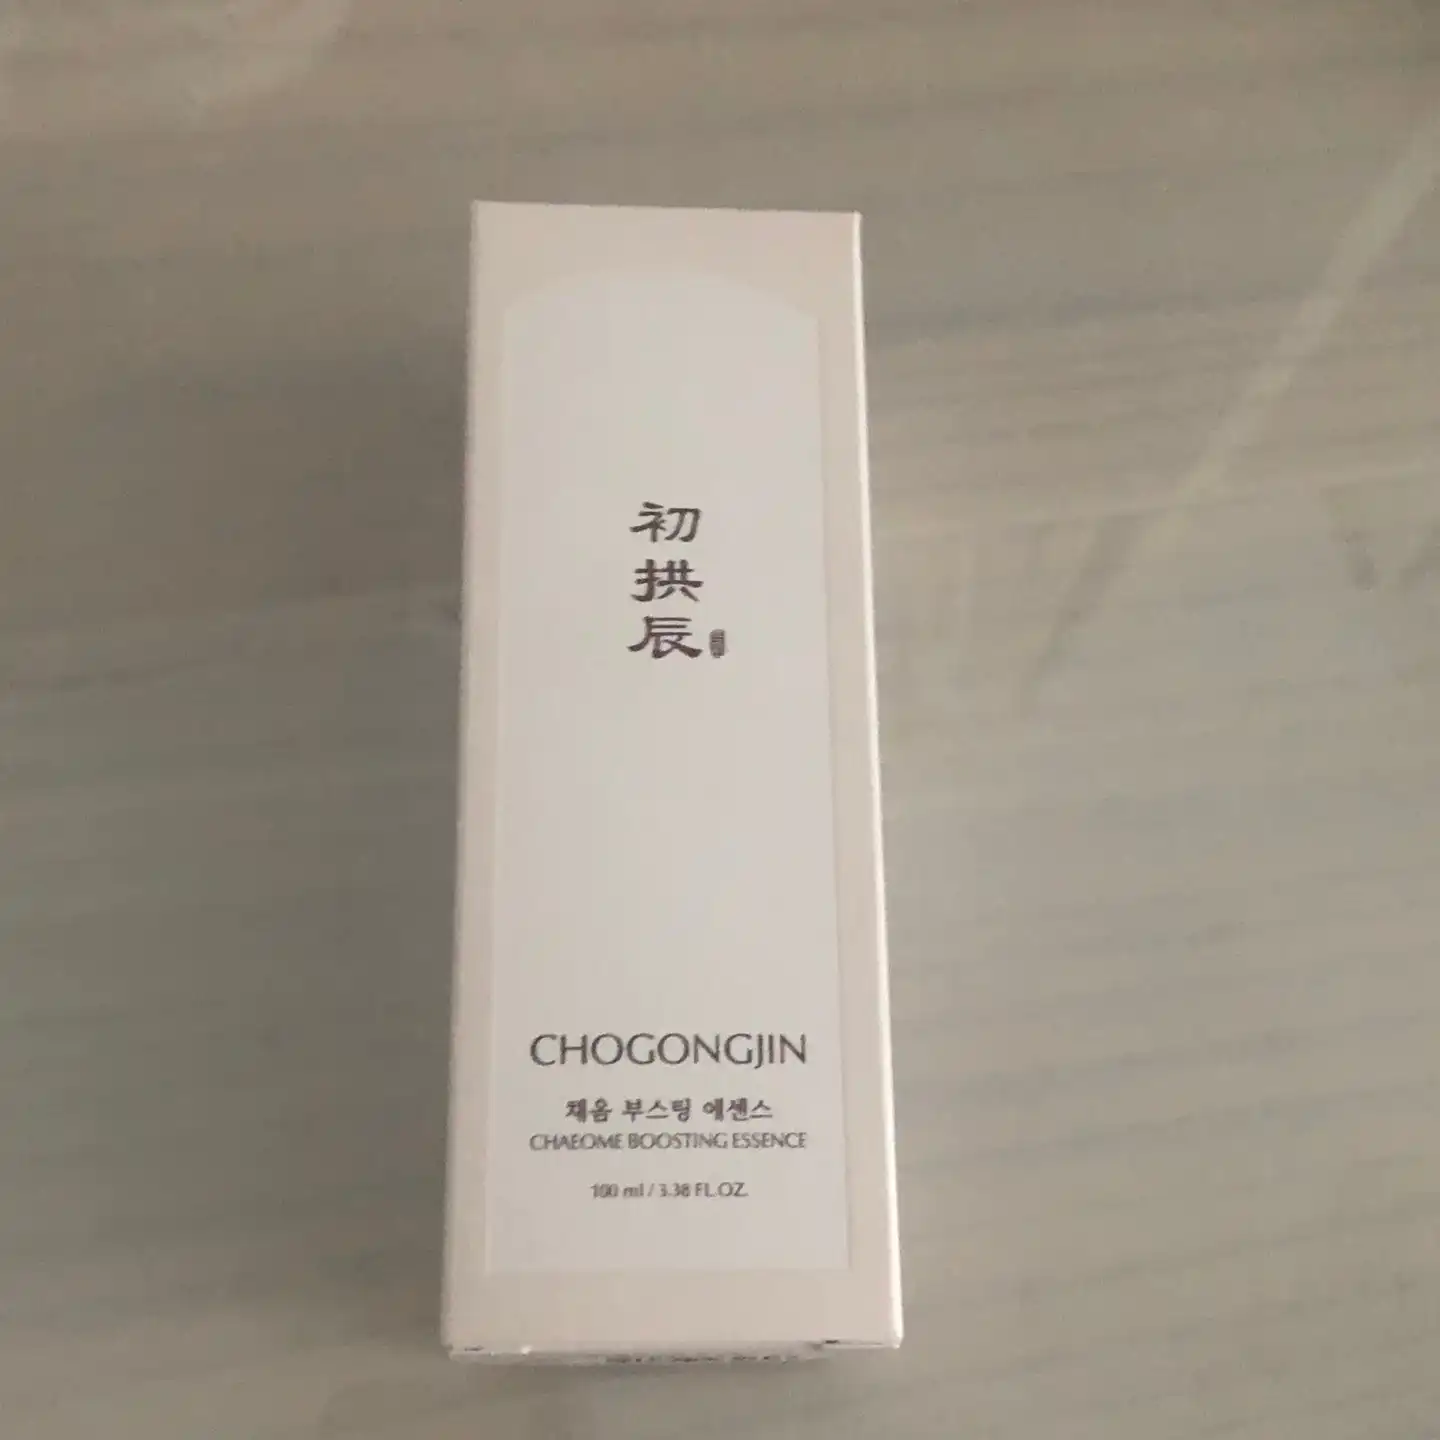 初
拱
辰
CHOGONGJIN
채움 부스팅 에센스
CHAEOME BOOSTING ESSENCE
100 ml / 3.38 FL.OZ.